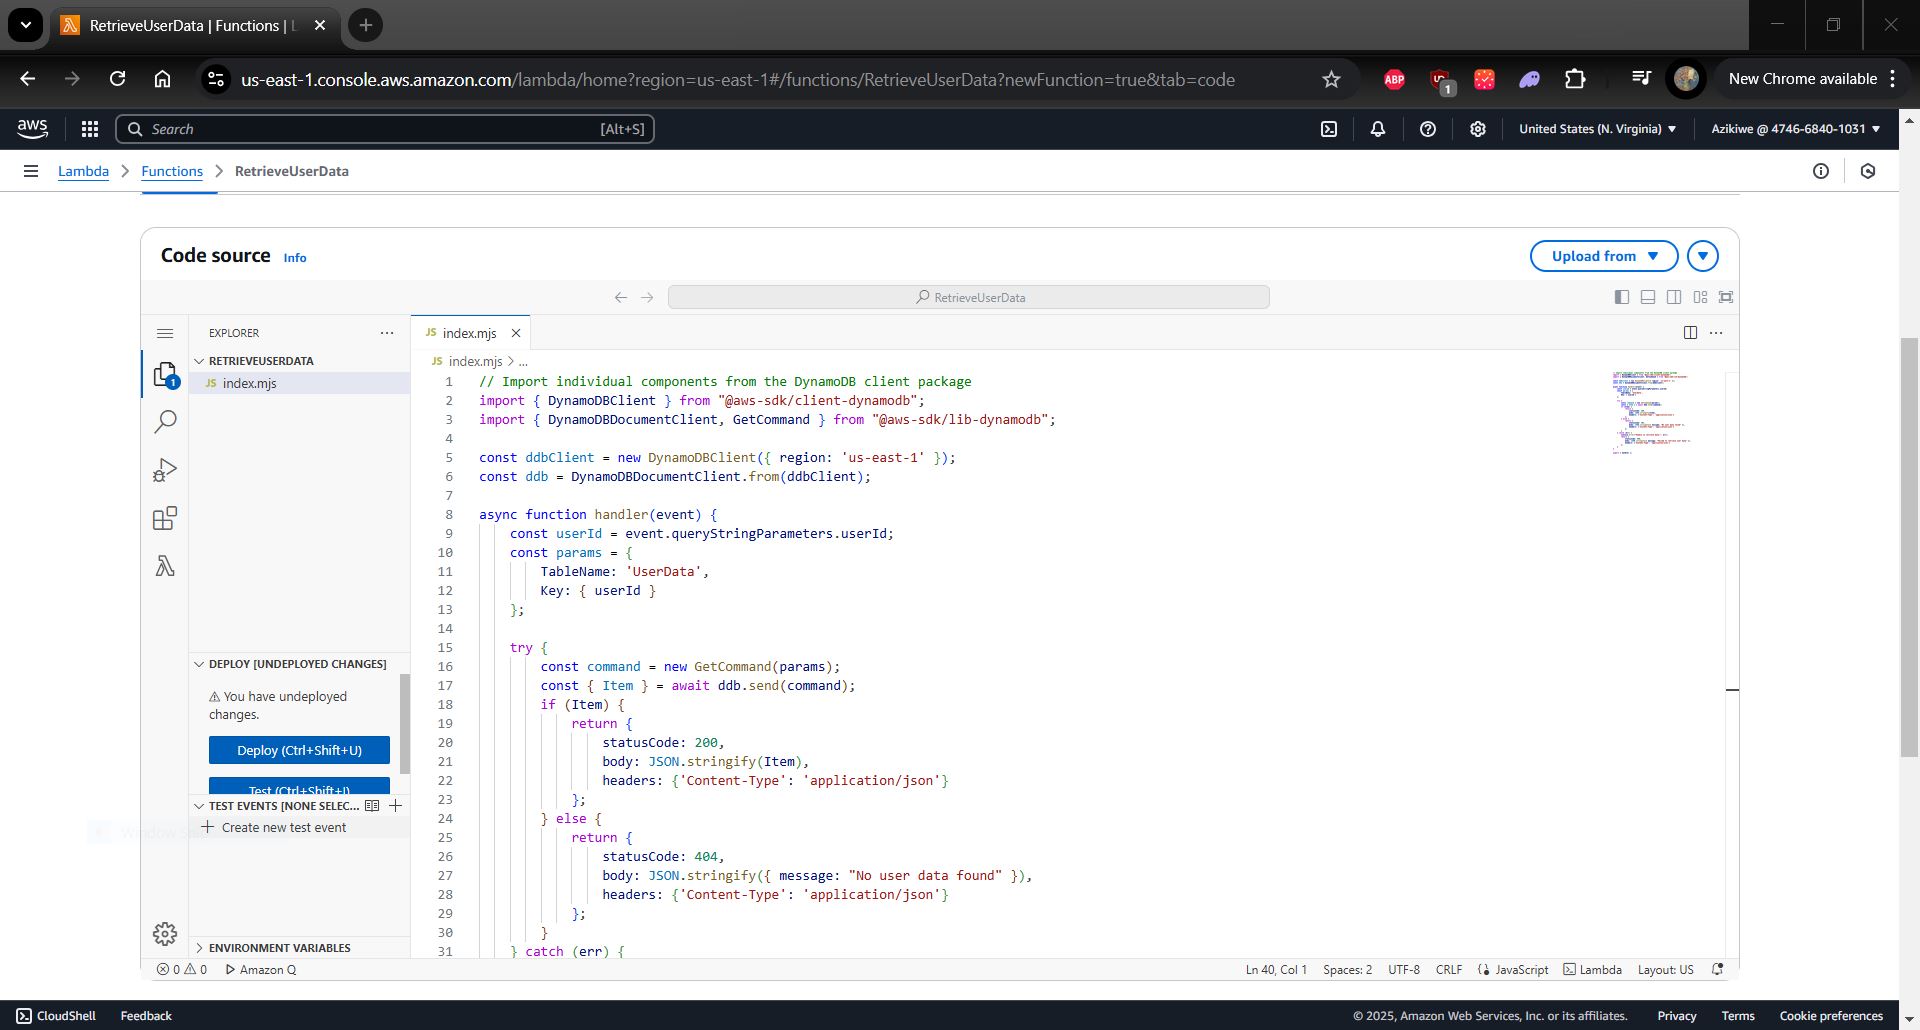 RetrieveUserData | Functions | L
us-east-1.console.aws.amazon.com/lambda/home?region=us-east-1#/functions/RetrieveUserData?newFunction=true&tab=code
ABP
1
New Chrome available
aws
Search
[Alt+S]
United States (N. Virginia)
Azikiwe @ 4746-6840-1031
Lambda > Functions > RetrieveUserData
Code source Info
Upload from
RetrieveUserData
EXPLORER
RETRIEVEUSERDATA
JS index.mjs
1
DEPLOY [UNDEPLOYED CHANGES]
You have undeployed
changes.
Deploy (Ctrl+Shift+U)
Test (Ctrl+Shift+I)
TEST EVENTS [NONE SELEC...
Create new test event
ENVIRONMENT VARIABLES
JS index.mjs
JS index.mjs > ...
1 // Import individual components from the DynamoDB client package
2 import { DynamoDBClient } from "@aws-sdk/client-dynamodb";
3 import { DynamoDBDocumentClient, GetCommand } from "@aws-sdk/lib-dynamodb";
4
5 const ddbClient = new DynamoDBClient({ region: 'us-east-1' });
6 const ddb = DynamoDBDocumentClient.from(ddbClient);
7
8 async function handler(event) {
9 const userId = event.queryStringParameters.userId;
10 const params = {
11 TableName: 'UserData',
12 Key: { userId }
13 };
14
15 try {
16 const command = new GetCommand(params);
17 const { Item } = await ddb.send(command);
18 if (Item) {
19 return {
20 statusCode: 200,
21 body: JSON.stringify(Item),
22 headers: {'Content-Type': 'application/json'}
23 };
24 } else {
25 return {
26 statusCode: 404,
27 body: JSON.stringify({ message: "No user data found" }),
28 headers: {'Content-Type': 'application/json'}
29 };
30 }
31 } catch (err) {
0 0 Amazon Q
Ln 40, Col 1 Spaces: 2 UTF-8 CRLF JavaScript Lambda Layout: US
CloudShell Feedback
© 2025, Amazon Web Services, Inc. or its affiliates. Privacy Terms Cookie preferences